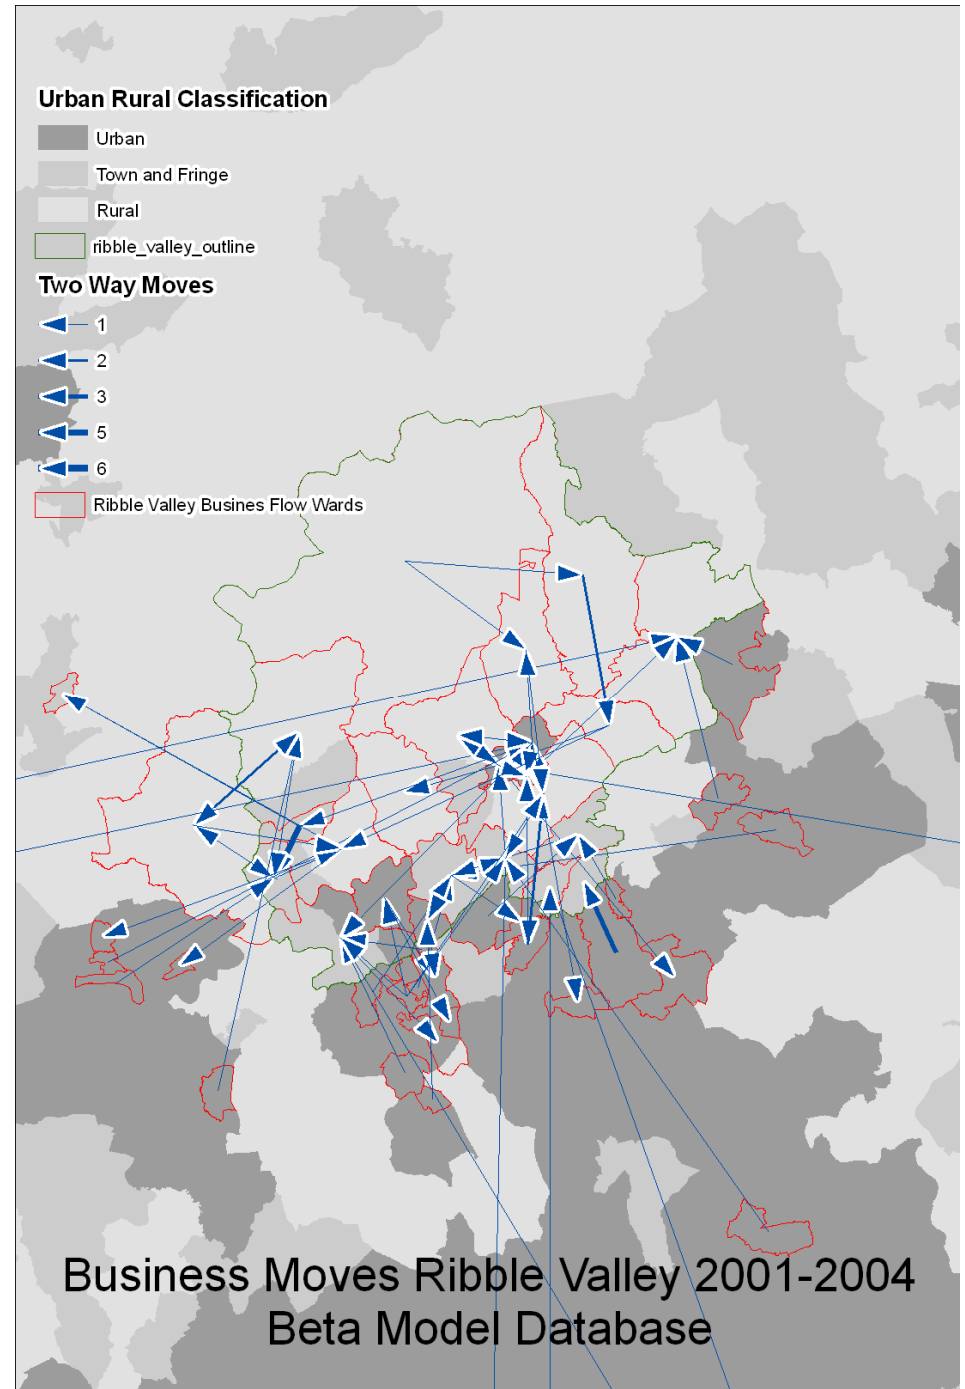 Urban Rural Classification
Urban
Town and Fringe
Rural
ribble_valley_outline
Two Way Moves
1
2
3
5
6
Ribble Valley Busines Flow Wards
Business Moves Ribble Valley 2001-2004
Beta Model Database